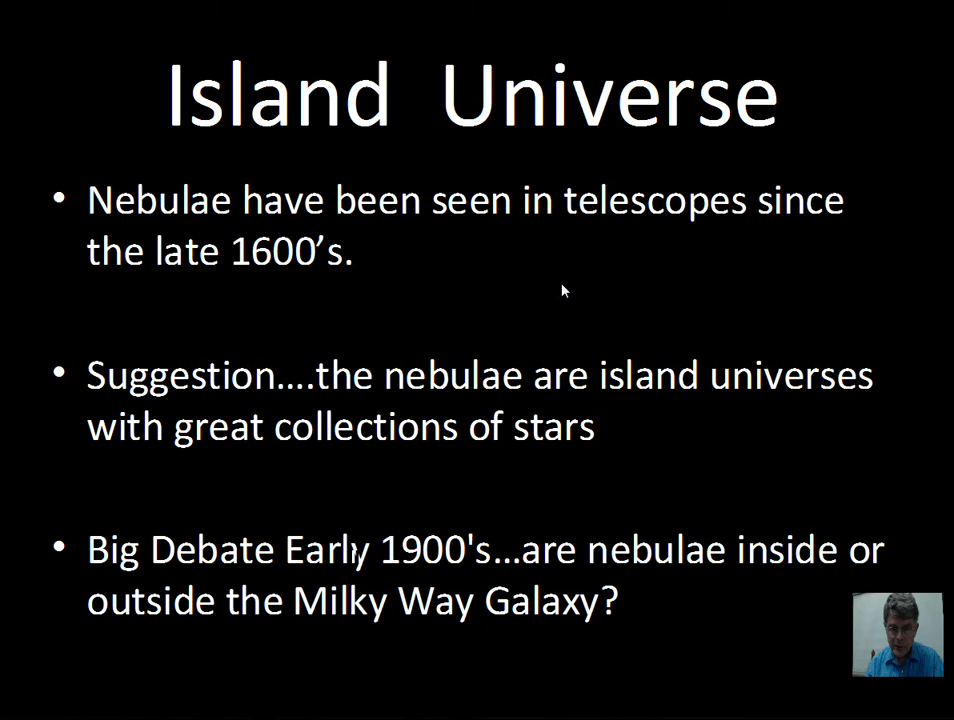 Island Universe
• Nebulae have been seen in telescopes since
the late 1600’s.
• Suggestion….the nebulae are island universes
with great collections of stars
• Big Debate Early 1900's…are nebulae inside or
outside the Milky Way Galaxy?